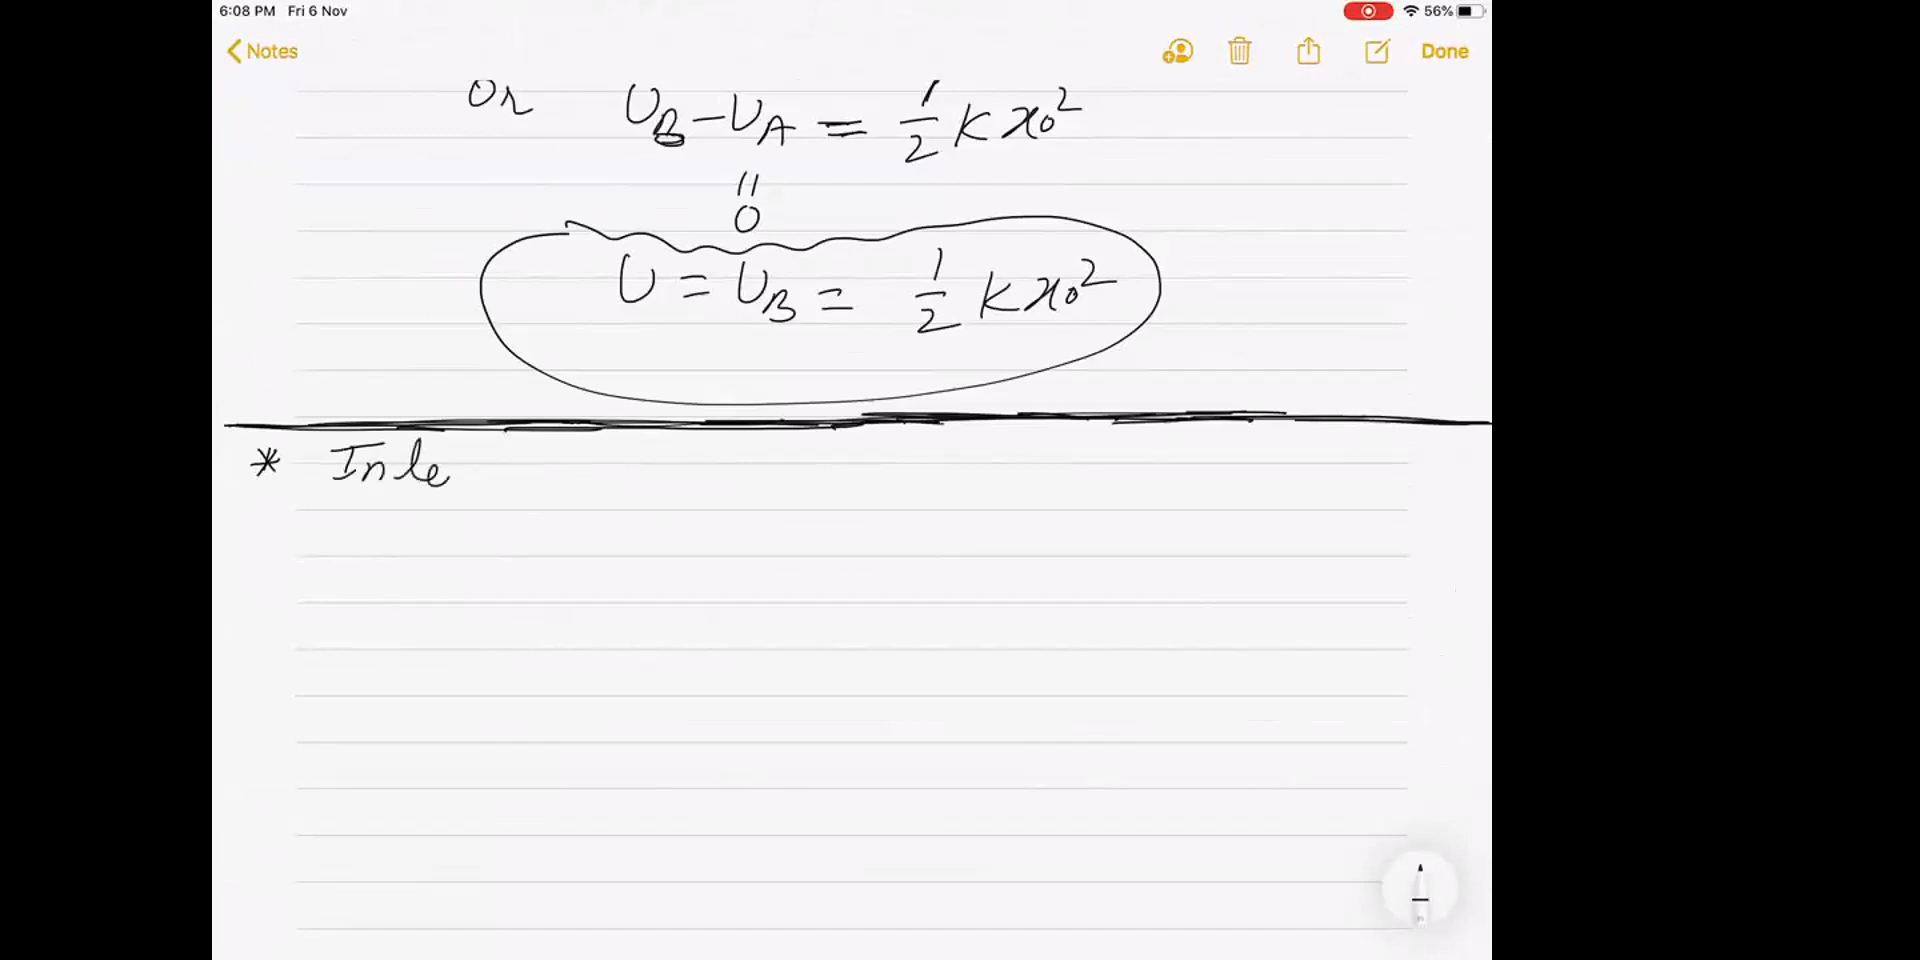 6:08 PM Fri 6 Nov 56%
Notes Done
Or U_B - U_A = 1/2 k x₀²
"
0
U = U_B = 1/2 k x₀²
* Inte